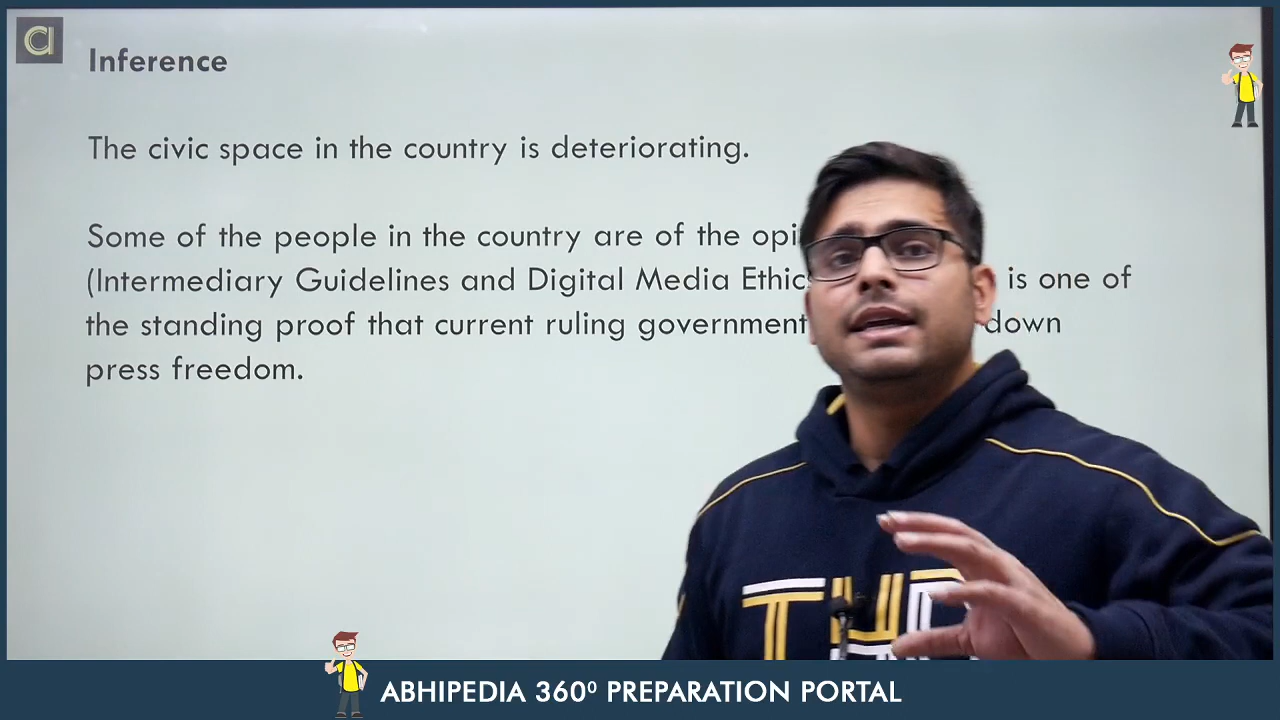 Inference
The civic space in the country is deteriorating.
Some of the people in the country are of the
(Intermediary Guidelines and Digital Media is one of
the standing proof that current ruling government down
press freedom.
ABHIPEDIA 360⁰ PREPARATION PORTAL